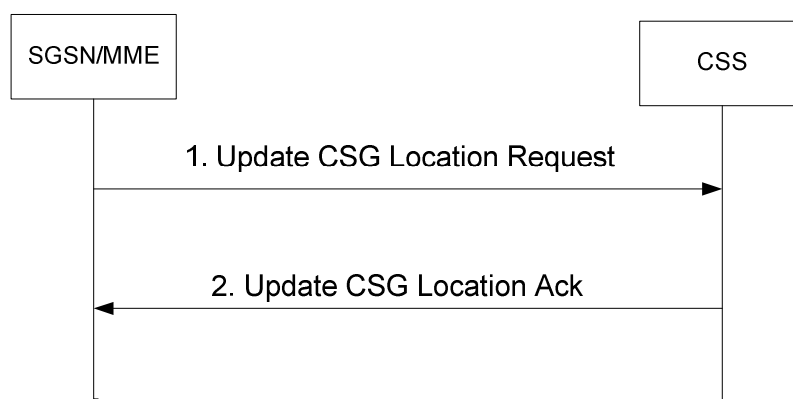 SGSN/MME
CSS
1. Update CSG Location Request
2. Update CSG Location Ack